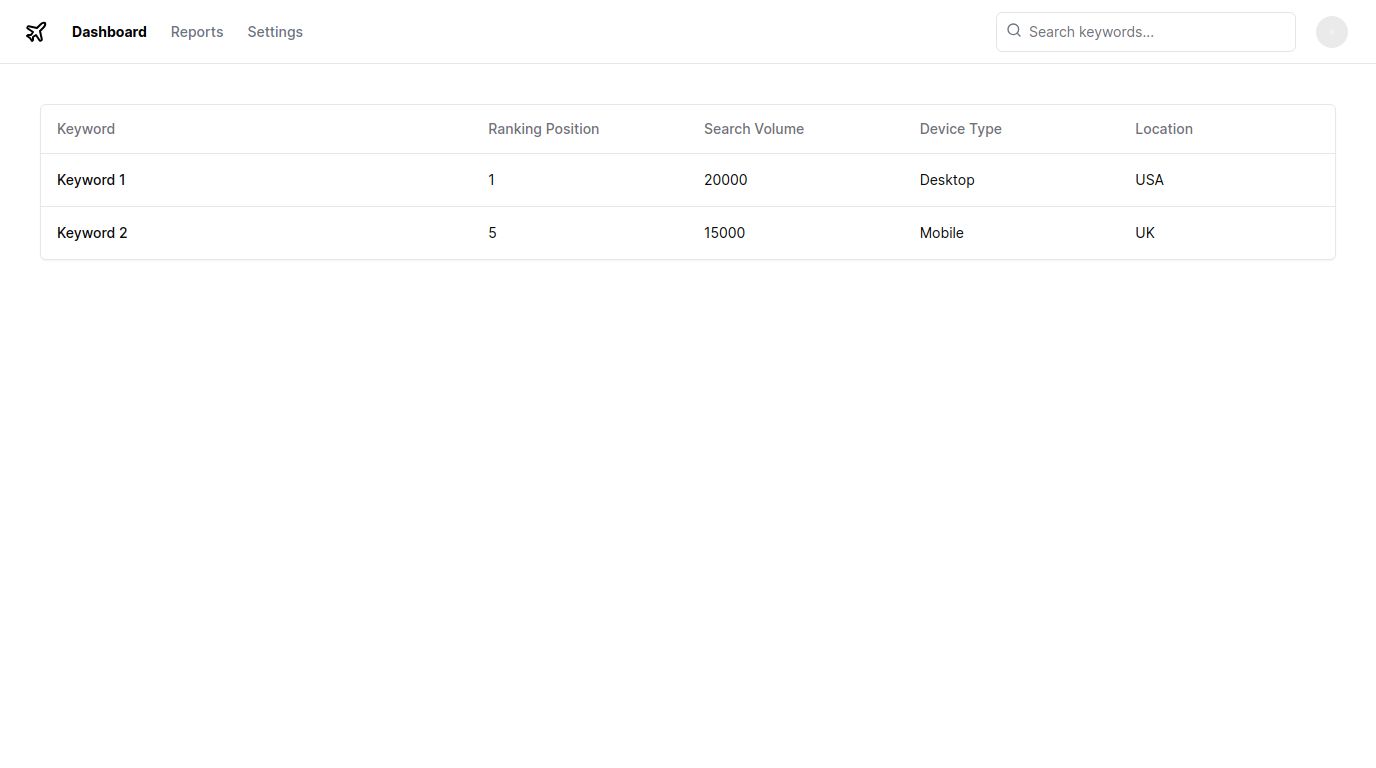 Dashboard Reports Settings Search keywords...
Keyword Ranking Position Search Volume Device Type Location
Keyword 1 1 20000 Desktop USA
Keyword 2 5 15000 Mobile UK